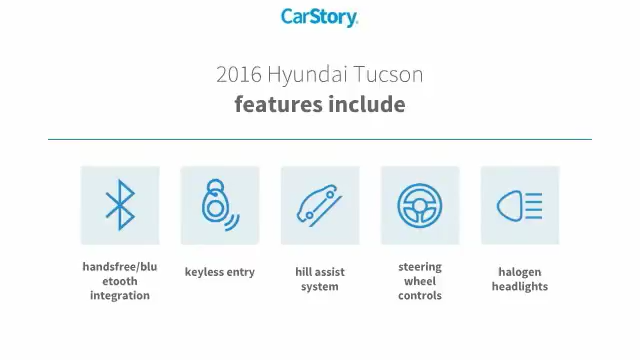 CarStory.
2016 Hyundai Tucson
features include
handsfree/blu
etooth
integration
keyless entry
hill assist
system
steering
wheel
controls
halogen
headlights